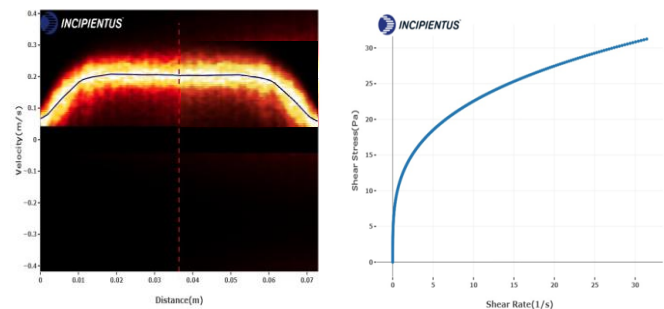 INCIPIENTUS®
0.4
0.3
0.2
0.1
0
−0.1
−0.2
−0.3
−0.4
Velocity(m/s)
0 0.01 0.02 0.03 0.04 0.05 0.06 0.07
Distance(m)
INCIPIENTUS®
30
25
20
15
10
5
0
Shear Stress(Pa)
0 5 10 15 20 25 30
Shear Rate(1/s)